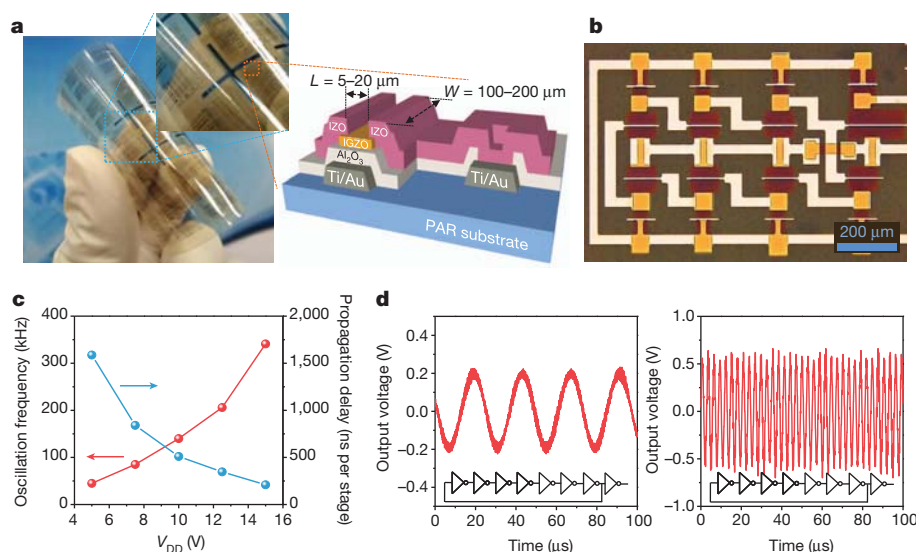 a
L = 5–20 μm
W = 100–200 μm
IZO
IZO
IGZO
Al2O3
Ti/Au
Ti/Au
PAR substrate
b
200 μm
c
Oscillation frequency (kHz)
400
300
200
100
0
4
6
8
10
12
14
16
VDD (V)
2,000
1,500
1,000
500
0
Propagation delay (ns per stage)
d
Output voltage (V)
0.4
0.2
0.0
−0.2
−0.4
0
20
40
60
80
100
Time (μs)
Output voltage (V)
1.0
0.5
0.0
−0.5
−1.0
0
20
40
60
80
100
Time (μs)